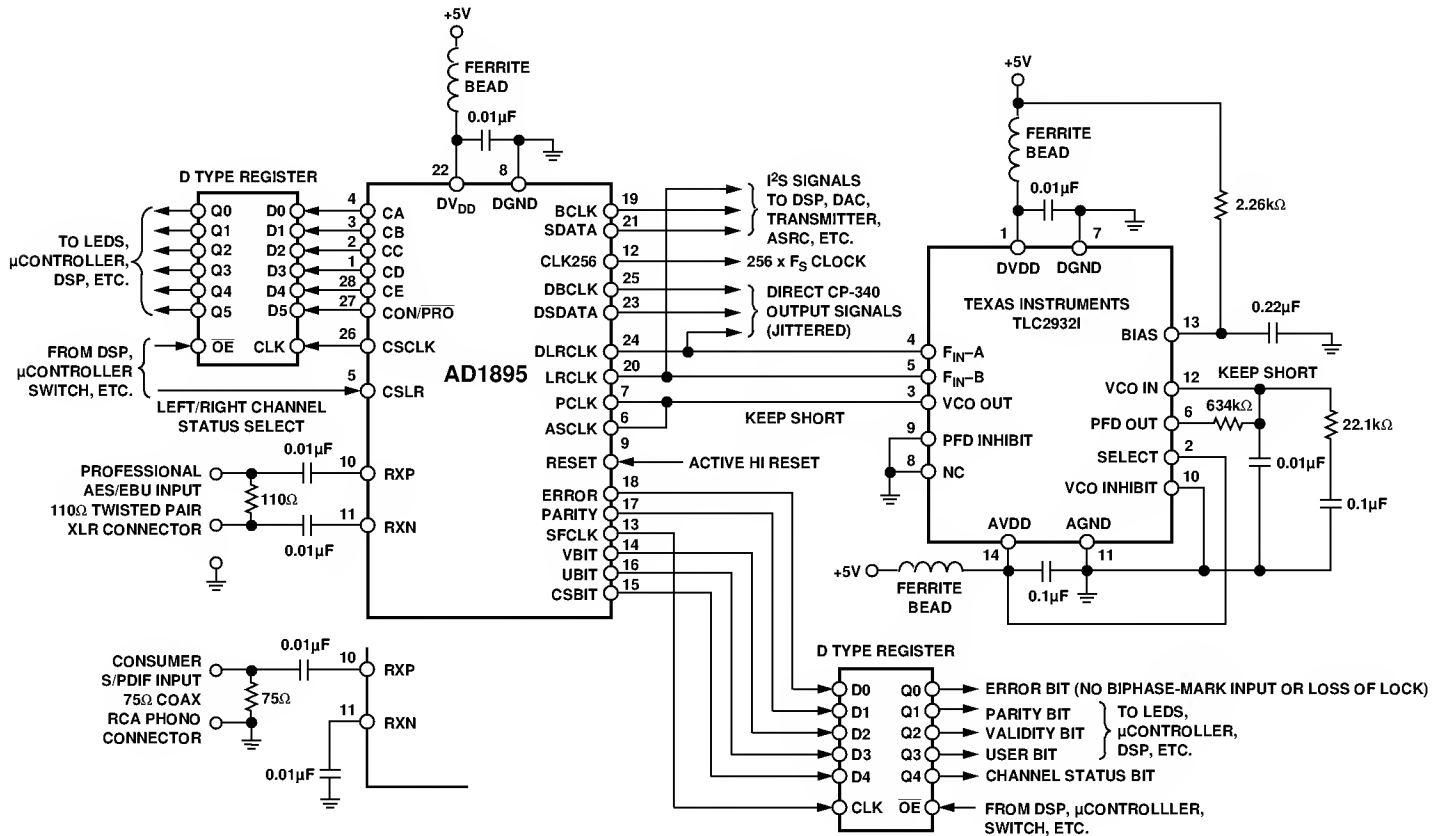 +5V
FERRITE
BEAD
0.01µF
22
8
DVDD
DGND
D TYPE REGISTER
Q0
D0
4
CA
Q1
D1
3
CB
Q2
D2
2
CC
Q3
D3
1
CD
Q4
D4
28
CE
Q5
D5
27
CON/PRO
OE
CLK
26
CSCLK
5
CSLR
TO LEDS,
µCONTROLLER,
DSP, ETC.
FROM DSP,
µCONTROLLER
SWITCH, ETC.
LEFT/RIGHT CHANNEL
STATUS SELECT
AD1895
BCLK
19
SDATA
21
CLK256
12
DBCLK
25
DSDATA
23
DLRCLK
24
LRCLK
20
PCLK
7
ASCLK
6
RESET
9
ERROR
18
PARITY
17
SFCLK
13
VBIT
14
UBIT
16
CSBIT
15
I2S SIGNALS
TO DSP, DAC,
TRANSMITTER,
ASRC, ETC.
256 x FS CLOCK
DIRECT CP-340
OUTPUT SIGNALS
(JITTERED)
KEEP SHORT
ACTIVE HI RESET
PROFESSIONAL
AES/EBU INPUT
110Ω TWISTED PAIR
XLR CONNECTOR
0.01µF
10
RXP
110Ω
11
RXN
0.01µF
CONSUMER
S/PDIF INPUT
75Ω COAX
RCA PHONO
CONNECTOR
0.01µF
10
RXP
75Ω
11
RXN
0.01µF
+5V
FERRITE
BEAD
0.01µF
1
7
DVDD
DGND
2.26kΩ
TEXAS INSTRUMENTS
TLC2932I
0.22µF
BIAS
13
4
FIN–A
5
FIN–B
3
VCO OUT
9
PFD INHIBIT
8
NC
VCO IN
12
KEEP SHORT
PFD OUT
6
634kΩ
22.1kΩ
SELECT
2
0.01µF
VCO INHIBIT
10
0.1µF
AVDD
AGND
14
11
+5V
FERRITE
BEAD
0.1µF
D TYPE REGISTER
D0
Q0
ERROR BIT (NO BIPHASE-MARK INPUT OR LOSS OF LOCK)
D1
Q1
PARITY BIT
D2
Q2
VALIDITY BIT
D3
Q3
USER BIT
TO LEDS,
µCONTROLLER,
DSP, ETC.
D4
Q4
CHANNEL STATUS BIT
CLK
OE
FROM DSP, µCONTROLLLER,
SWITCH, ETC.